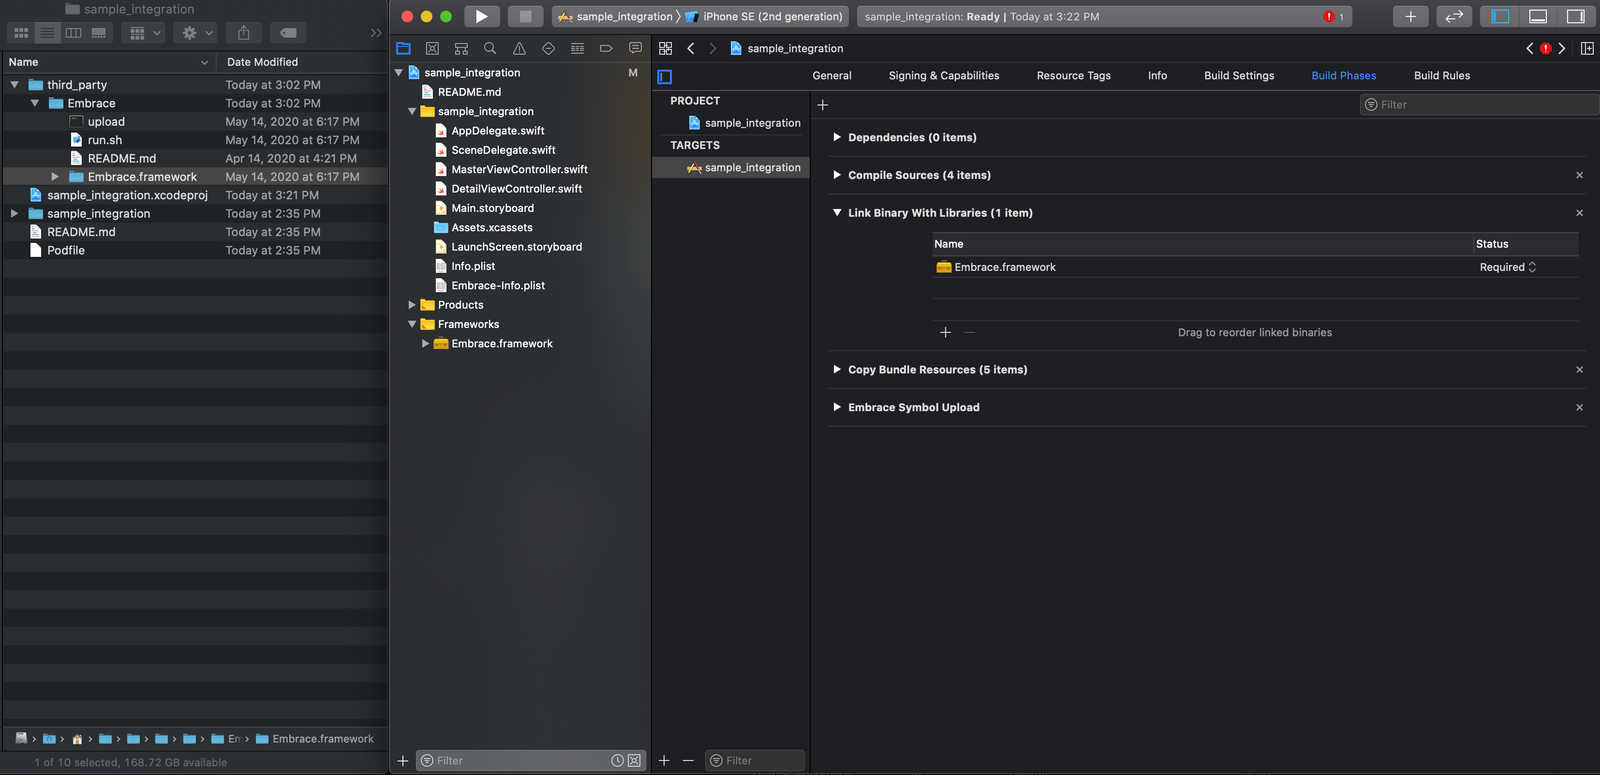 sample_integration
Name Date Modified
third_party Today at 3:02 PM
Embrace Today at 3:02 PM
upload May 14, 2020 at 6:17 PM
run.sh May 14, 2020 at 6:17 PM
README.md Apr 14, 2020 at 4:21 PM
Embrace.framework May 14, 2020 at 6:17 PM
sample_integration.xcodeproj Today at 3:21 PM
sample_integration Today at 2:35 PM
README.md Today at 2:35 PM
Podfile Today at 2:35 PM
Em Embrace.framework
1 of 10 selected, 168.72 GB available
sample_integration iPhone SE (2nd generation) sample_integration: Ready | Today at 3:22 PM 1
sample_integration M
README.md
sample_integration
AppDelegate.swift
SceneDelegate.swift
MasterViewController.swift
DetailViewController.swift
Main.storyboard
Assets.xcassets
LaunchScreen.storyboard
Info.plist
Embrace-Info.plist
Products
Frameworks
Embrace.framework
Filter
sample_integration
General Signing & Capabilities Resource Tags Info Build Settings Build Phases Build Rules
PROJECT
sample_integration
TARGETS
sample_integration
Filter
Filter
Dependencies (0 items)
Compile Sources (4 items)
Link Binary With Libraries (1 item)
Name Status
Embrace.framework Required
Drag to reorder linked binaries
Copy Bundle Resources (5 items)
Embrace Symbol Upload